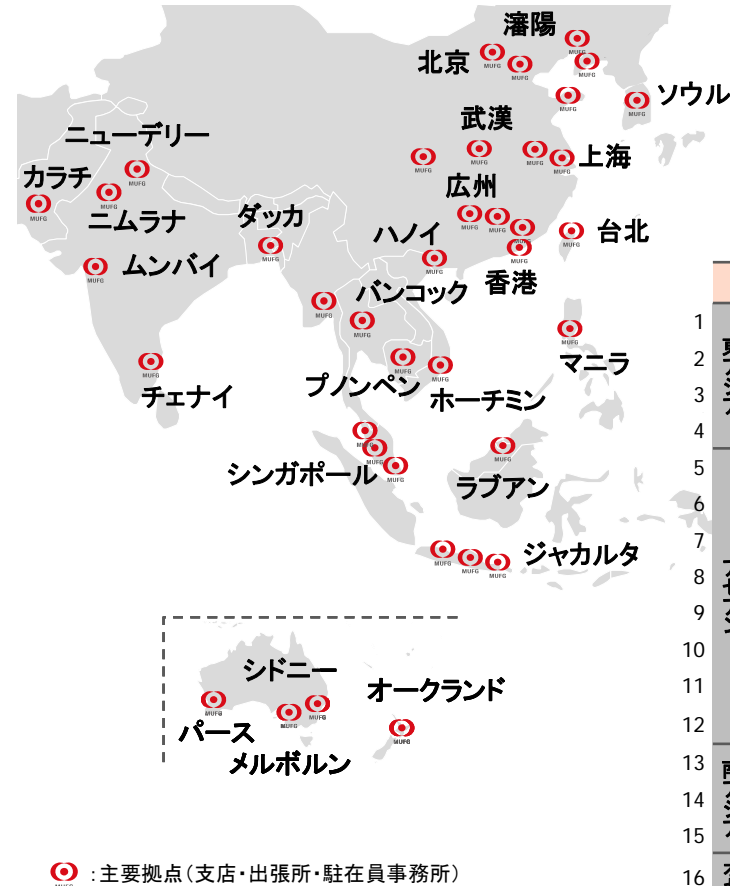 瀋陽
北京
ソウル
武漢
上海
ニューデリー
カラチ
ニムラナ
ダッカ
広州
ハノイ
台北
香港
ムンバイ
バンコック
マニラ
チェナイ
プノンペン
ホーチミン
シンガポール
ラブアン
ジャカルタ
シドニー
オークランド
パース
メルボルン
MUFG
:主要拠点(支店・出張所・駐在員事務所)
1
2
3
4
5
6
7
8
9
10
11
12
13
14
15
16